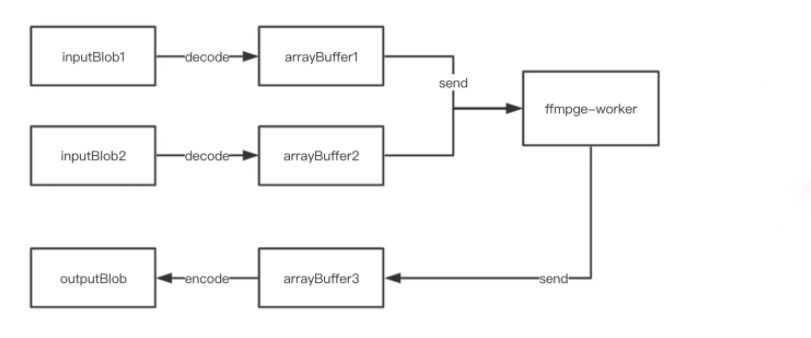 inputBlob1
decode
arrayBuffer1
send
ffmpge-worker
inputBlob2
decode
arrayBuffer2
outputBlob
encode
arrayBuffer3
send